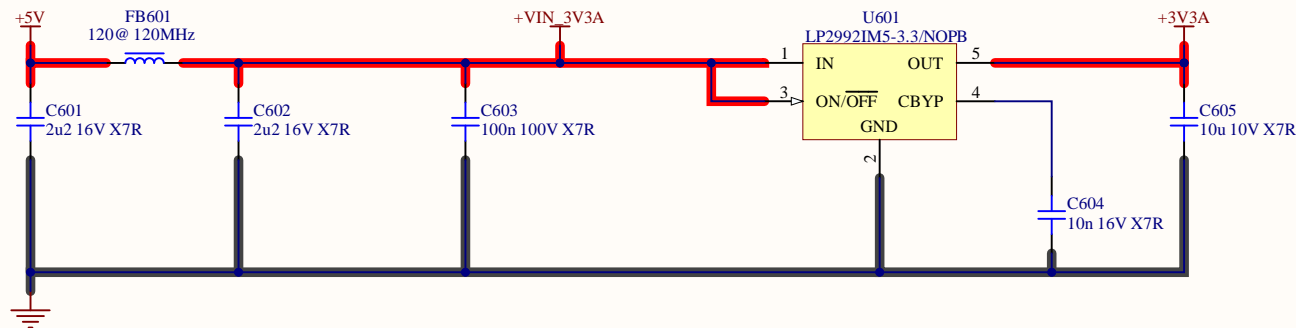 +5V
FB601
120@ 120MHz
+VIN_3V3A
U601
LP2992IM5-3.3/NOPB
+3V3A
1
IN
OUT
5
3
ON/OFF
CBYP
4
GND
2
C601
2u2 16V X7R
C602
2u2 16V X7R
C603
100n 100V X7R
C605
10u 10V X7R
C604
10n 16V X7R